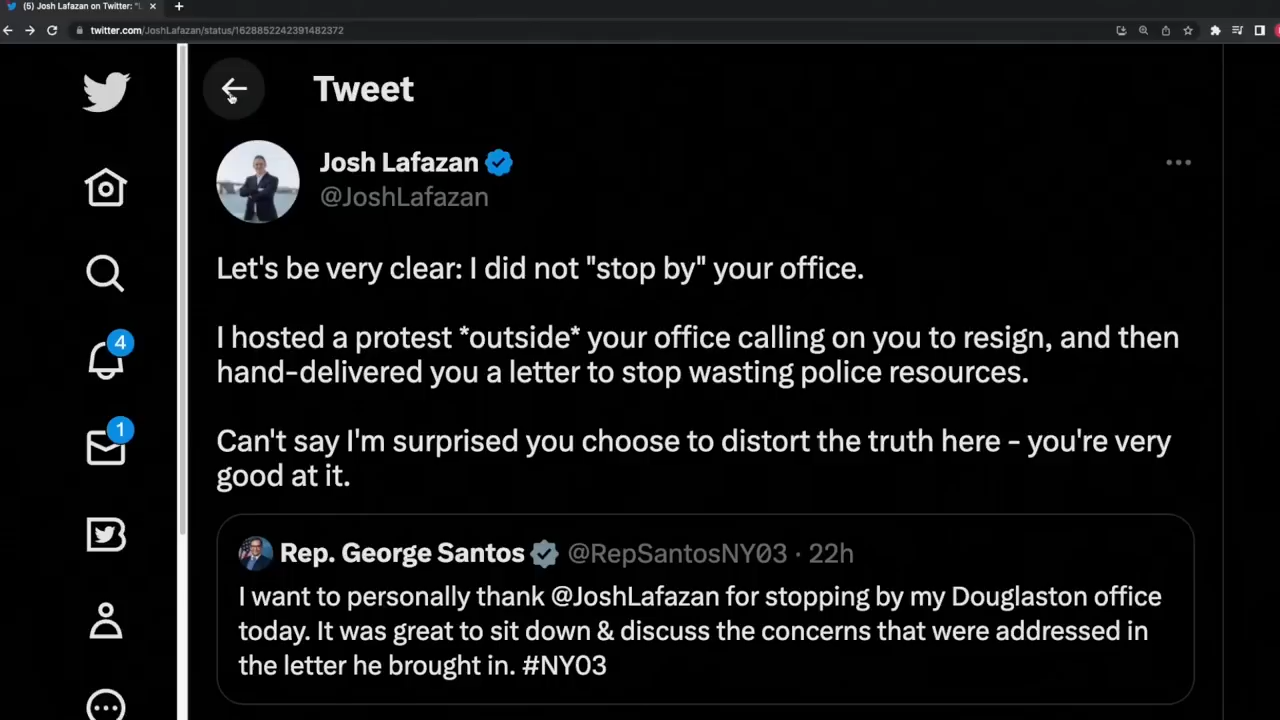 (5) Josh Lafazan on Twitter: "L
twitter.com/JoshLafazan/status/1628852242391482372
Tweet
Josh Lafazan
@JoshLafazan
Let's be very clear: I did not "stop by" your office.
I hosted a protest *outside* your office calling on you to resign, and then
hand-delivered you a letter to stop wasting police resources.
Can't say I'm surprised you choose to distort the truth here - you're very
good at it.
Rep. George Santos @RepSantosNY03 · 22h
I want to personally thank @JoshLafazan for stopping by my Douglaston office
today. It was great to sit down & discuss the concerns that were addressed in
the letter he brought in. #NY03
4
1